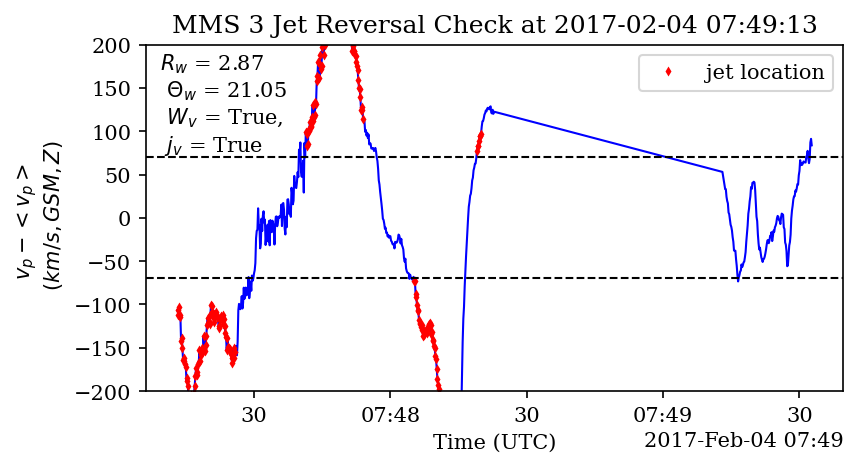 MMS 3 Jet Reversal Check at 2017-02-04 07:49:13
R_w = 2.87
Θ_w = 21.05
W_v = True,
j_v = True
jet location
v_p − < v_p >
(km/s, GSM, Z)
200
150
100
50
0
−50
−100
−150
−200
30
07:48
30
07:49
30
Time (UTC)
2017-Feb-04 07:49